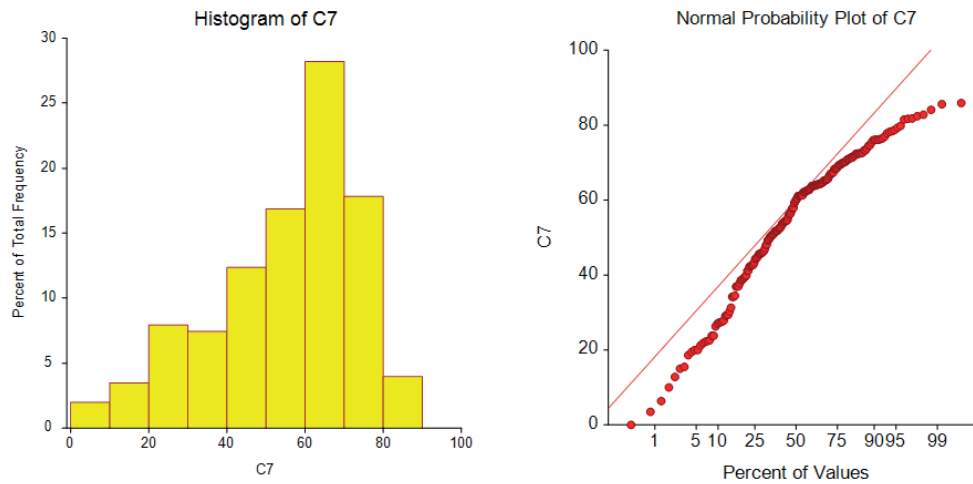 Histogram of C7
30
25
20
15
10
5
0
Percent of Total Frequency
0 20 40 60 80 100
C7
Normal Probability Plot of C7
100
80
60
40
20
0
C7
1 5 10 25 50 75 90 95 99
Percent of Values